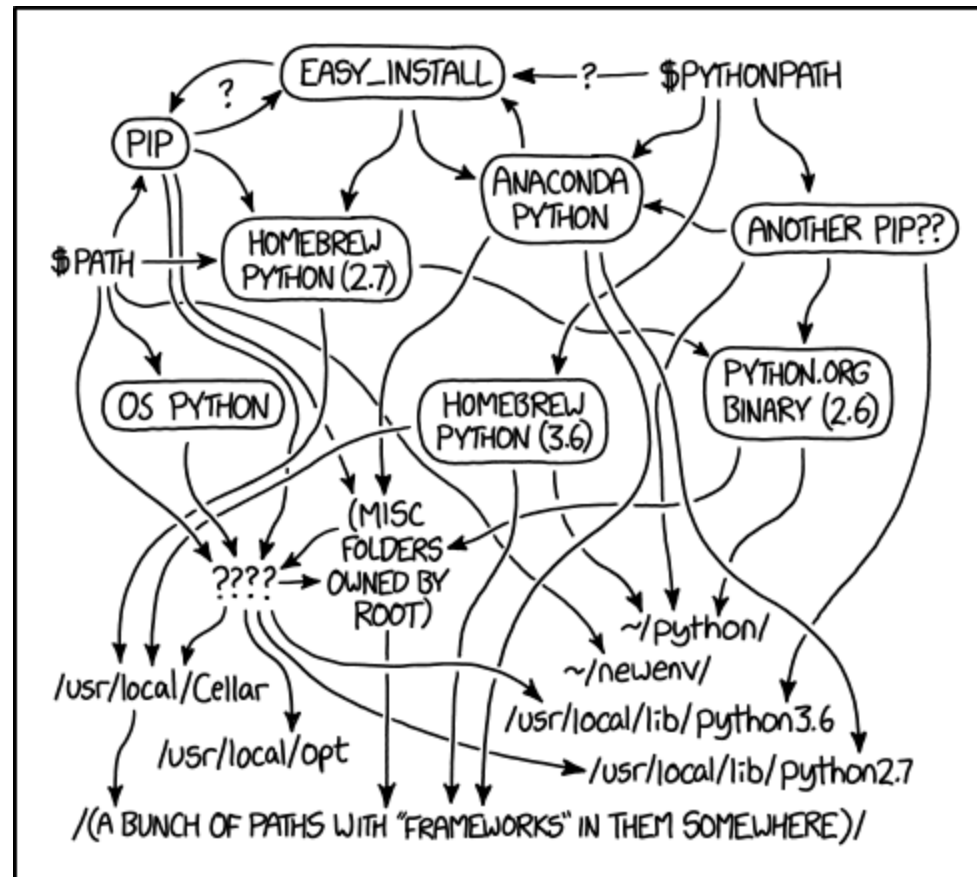 EASY_INSTALL
?
$PYTHONPATH
?
PIP
ANACONDA
PYTHON
ANOTHER PIP??
HOMEBREW
PYTHON (2.7)
$PATH
OS PYTHON
HOMEBREW
PYTHON (3.6)
PYTHON.ORG
BINARY (2.6)
(MISC
FOLDERS
OWNED BY
ROOT)
????
~/python/
~/newenv/
/usr/local/Cellar
/usr/local/lib/python3.6
/usr/local/opt
/usr/local/lib/python2.7
/(A BUNCH OF PATHS WITH "FRAMEWORKS" IN THEM SOMEWHERE)/